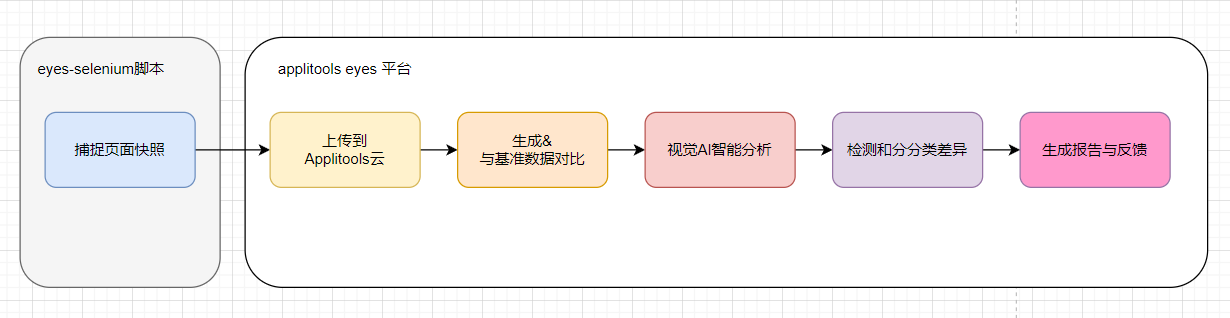 eyes-selenium脚本
applitools eyes 平台
捕捉页面快照
上传到
Applitools云
生成&
与基准数据对比
视觉AI智能分析
检测和分分类差异
生成报告与反馈